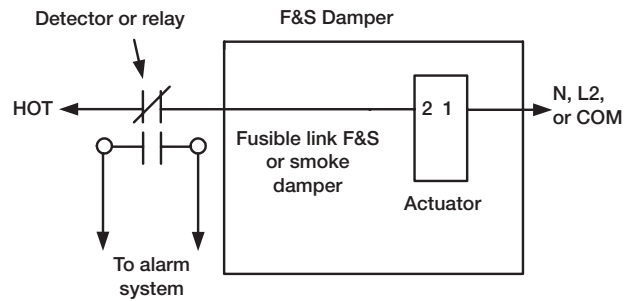 Detector or relay
F&S Damper
HOT
2 1
N, L2,
or COM
Fusible link F&S
or smoke
damper
Actuator
To alarm
system